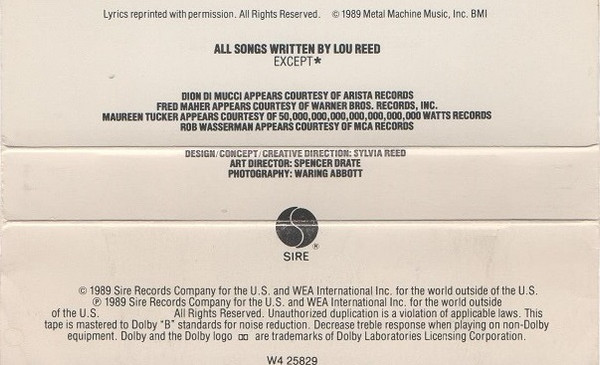 Lyrics reprinted with permission. All Rights Reserved. © 1989 Metal Machine Music, Inc. BMI
ALL SONGS WRITTEN BY LOU REED
EXCEPT*
DION DI MUCCI APPEARS COURTESY OF ARISTA RECORDS
FRED MAHER APPEARS COURTESY OF WARNER BROS. RECORDS, INC.
MAUREEN TUCKER APPEARS COURTESY OF 50,000,000,000,000,000,000,000 WATTS RECORDS
ROB WASSERMAN APPEARS COURTESY OF MCA RECORDS
DESIGN/CONCEPT/CREATIVE DIRECTION: SYLVIA REED
ART DIRECTOR: SPENCER DRATE
PHOTOGRAPHY: WARING ABBOTT
®
SIRE
© 1989 Sire Records Company for the U.S. and WEA International Inc. for the world outside of the U.S.
℗ 1989 Sire Records Company for the U.S. and WEA International Inc. for the world outside
of the U.S. All Rights Reserved. Unauthorized duplication is a violation of applicable laws. This
tape is mastered to Dolby "B" standards for noise reduction. Decrease treble response when playing on non-Dolby
equipment. Dolby and the Dolby logo are trademarks of Dolby Laboratories Licensing Corporation.
W4 25829